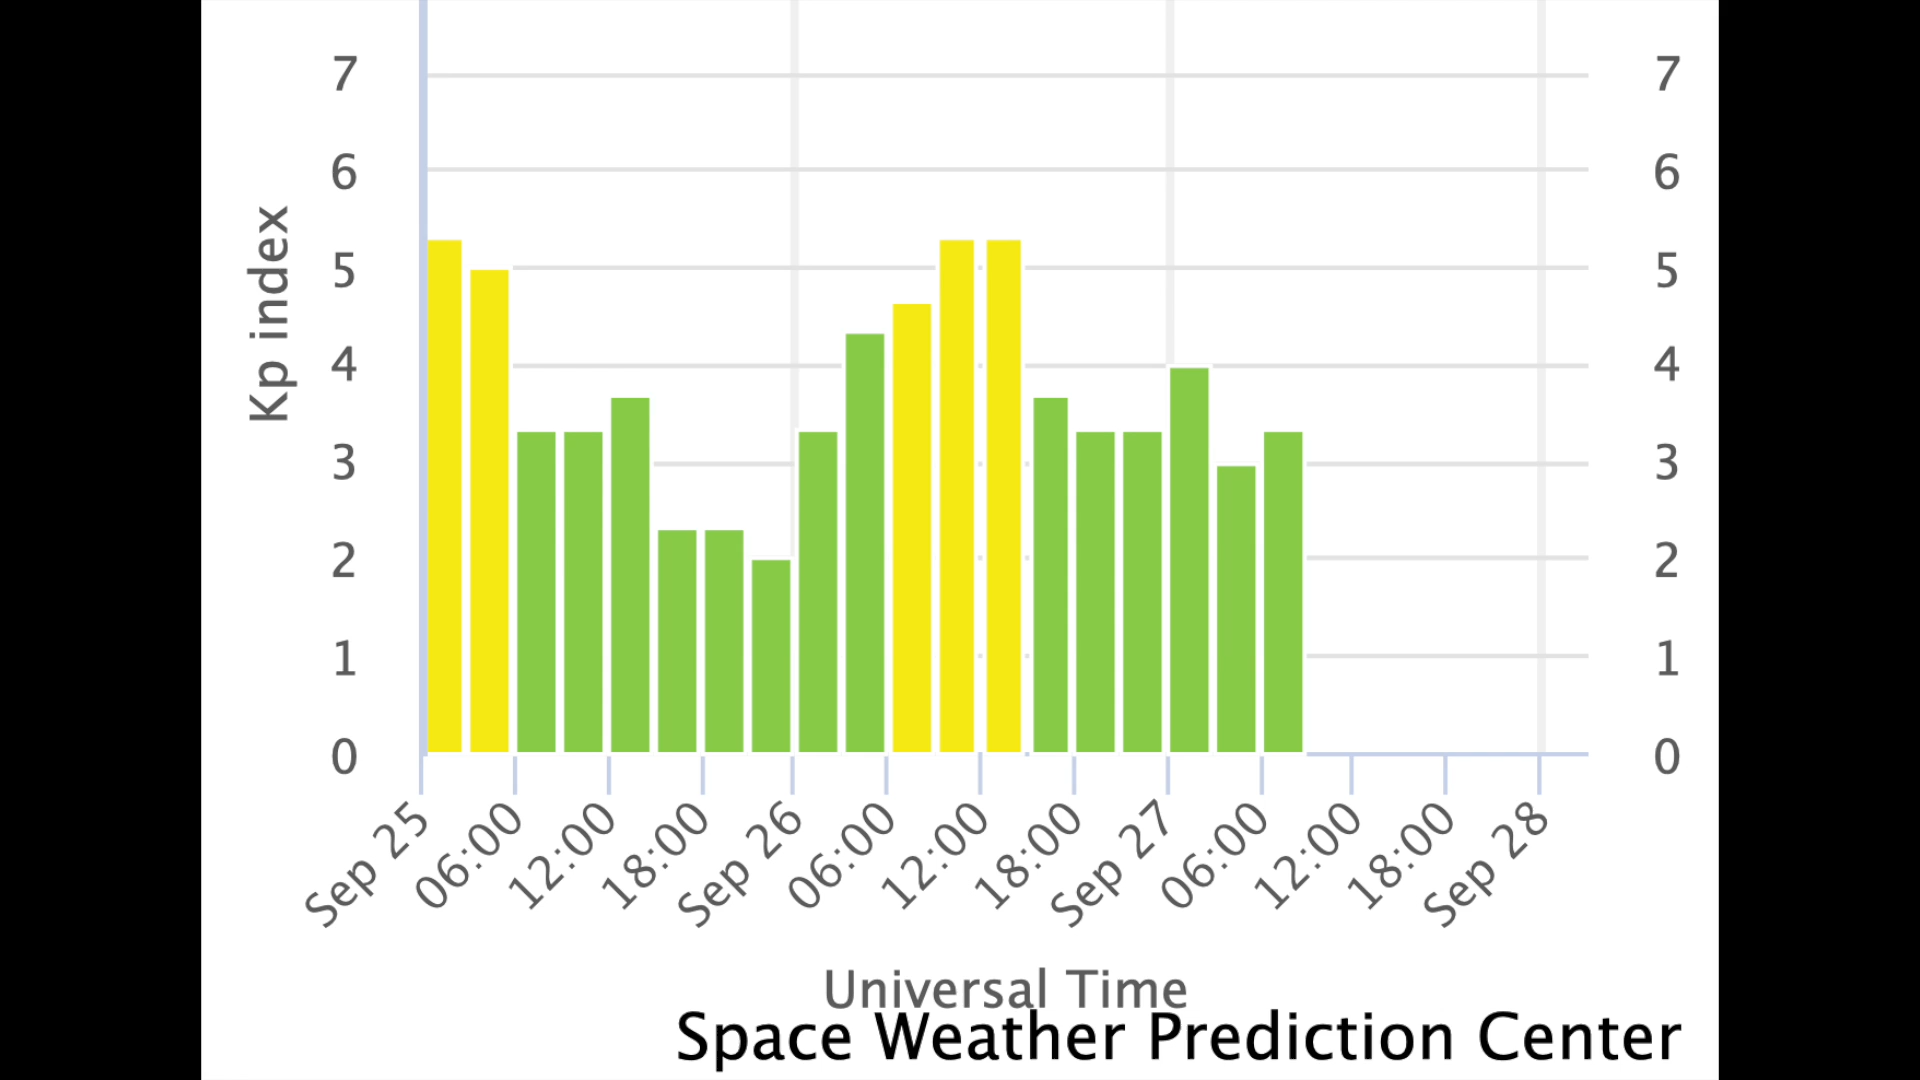 7 7
6 6
5 5
4 4
3 3
2 2
1 1
0 0
Kp index
Sep 25 06:00 12:00 18:00 Sep 26 06:00 12:00 18:00 Sep 27 06:00 12:00 18:00 Sep 28
Universal Time
Space Weather Prediction Center